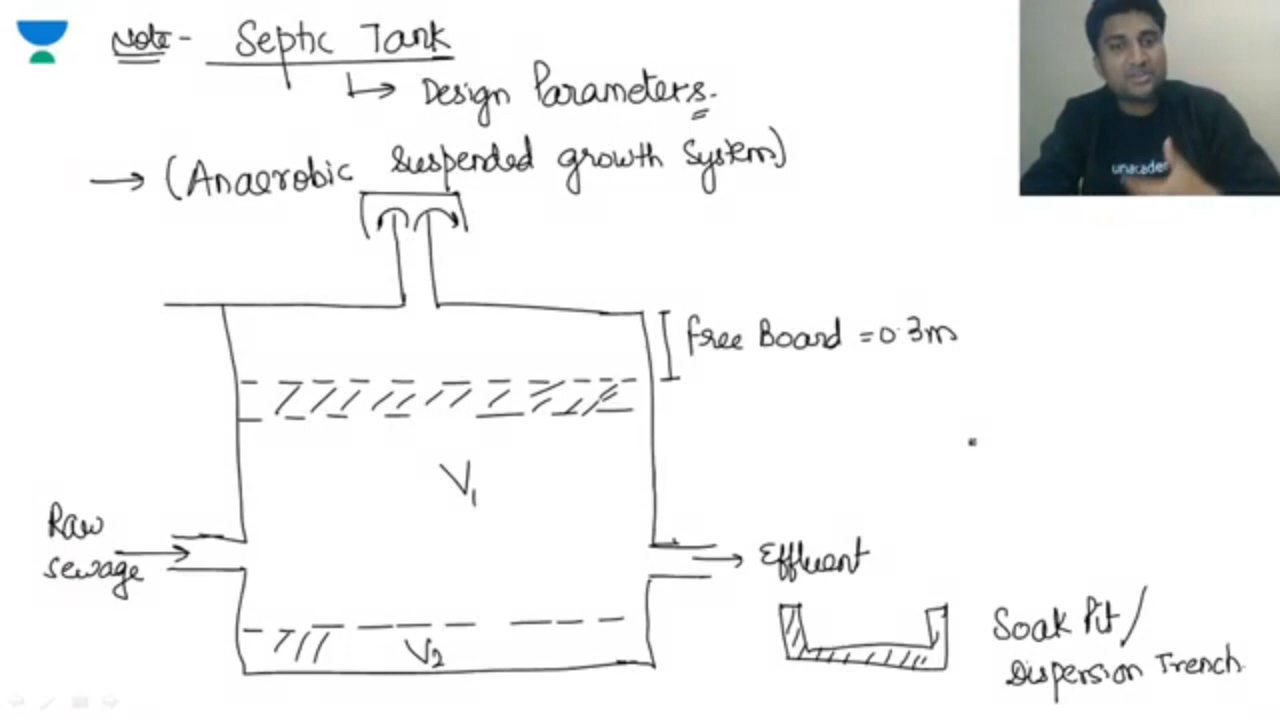 Note - Septic Tank
Design Parameters.
(Anaerobic suspended growth System)
unacadem
Free Board = 0.3m
V1
Raw
sewage
Effluent
V2
Soak Pit/
Dispersion Trench